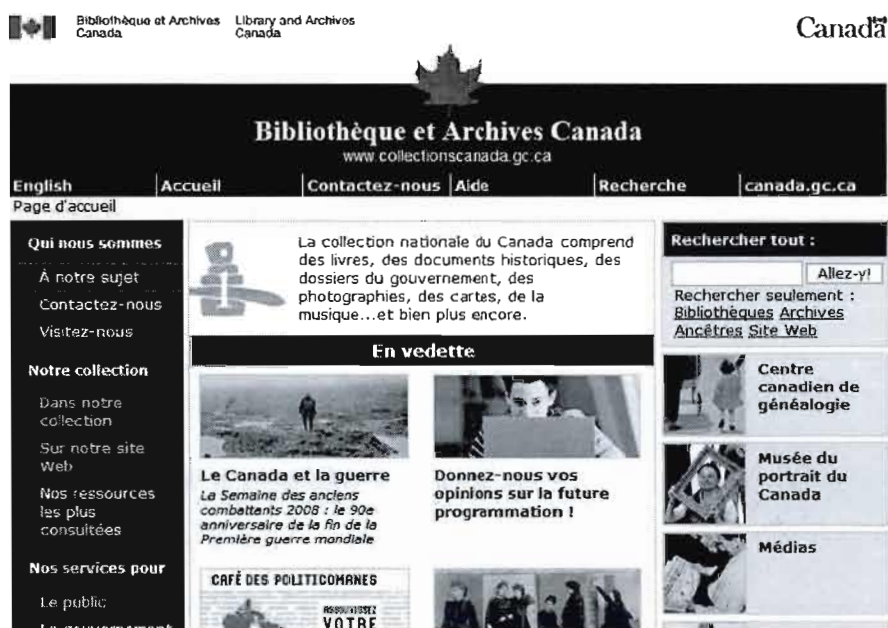 Bibliothèque et Archives
Canada
Library and Archives
Canada
Canada
Bibliothèque et Archives Canada
www.collectionscanada.gc.ca
English
Accueil
Contactez-nous
Aide
Recherche
canada.gc.ca
Page d'accueil
Qui nous sommes
À notre sujet
Contactez-nous
Visitez-nous
Notre collection
Dans notre
collection
Sur notre site
Web
Nos ressources
les plus
consultées
Nos services pour
Le public
La collection nationale du Canada comprend
des livres, des documents historiques, des
dossiers du gouvernement, des
photographies, des cartes, de la
musique...et bien plus encore.
En vedette
Le Canada et la guerre
La Semaine des anciens
combattants 2008 : le 90e
anniversaire de la fin de la
Première guerre mondiale
Donnez-nous vos
opinions sur la future
programmation !
CAFÉ DES POLITICOMANES
ASSOUVISSEZ
VOTRE
Rechercher tout :
Allez-y!
Rechercher seulement :
Bibliothèques Archives
Ancêtres Site Web
Centre
canadien de
généalogie
Musée du
portrait du
Canada
Médias